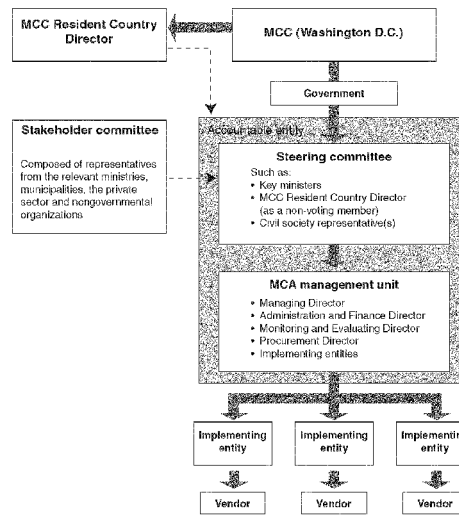 MCC Resident Country
Director
MCC (Washington D.C.)
Government
Stakeholder committee
Composed of representatives
from the relevant ministries,
municipalities, the private
sector and nongovernmental
organizations
Accountable entity
Steering committee
Such as:
• Key ministers
• MCC Resident Country Director
(as a non-voting member)
• Civil society representative(s)
MCA management unit
• Managing Director
• Administration and Finance Director
• Monitoring and Evaluating Director
• Procurement Director
• Implementing entities
Implementing
entity
Implementing
entity
Implementin
entity
Vendor
Vendor
Vendor